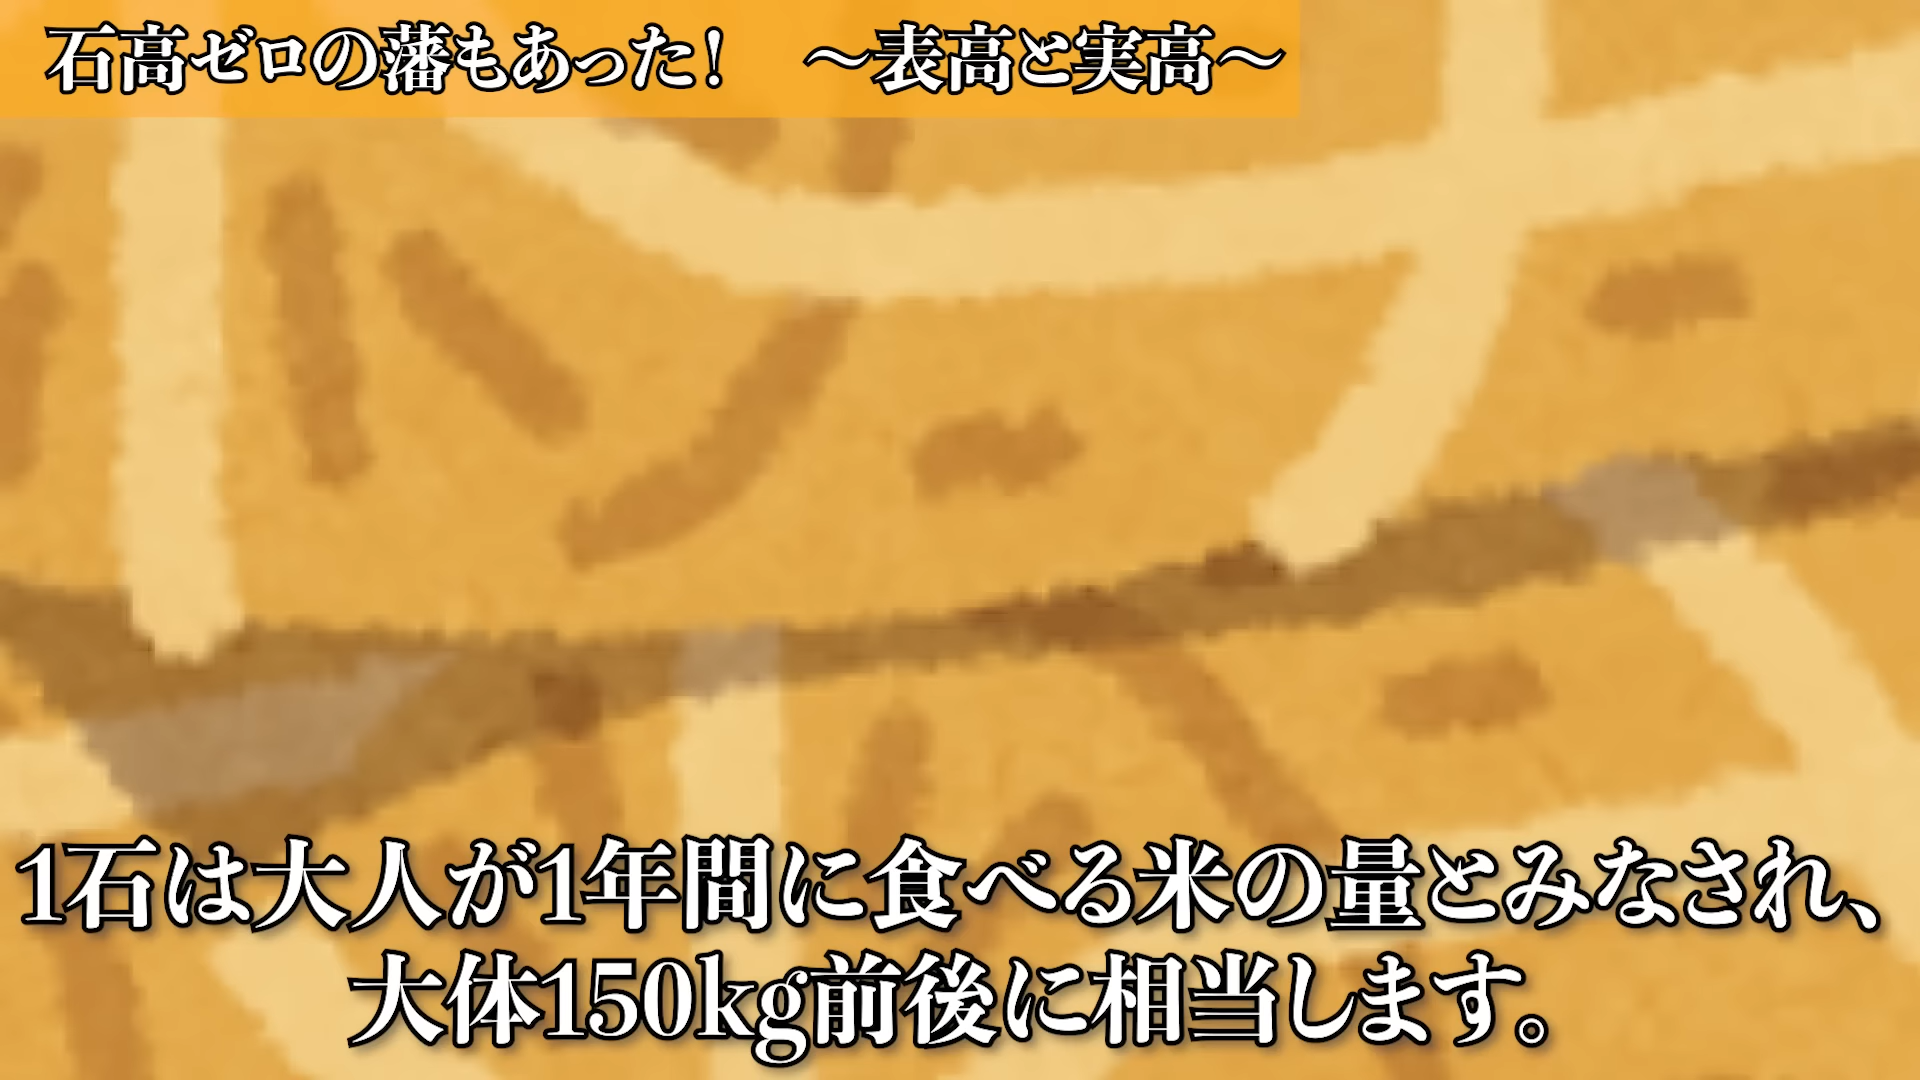 石高ゼロの藩もあった！　～表高と実高～
1石は大人が1年間に食べる米の量とみなされ、
大体150kg前後に相当します。